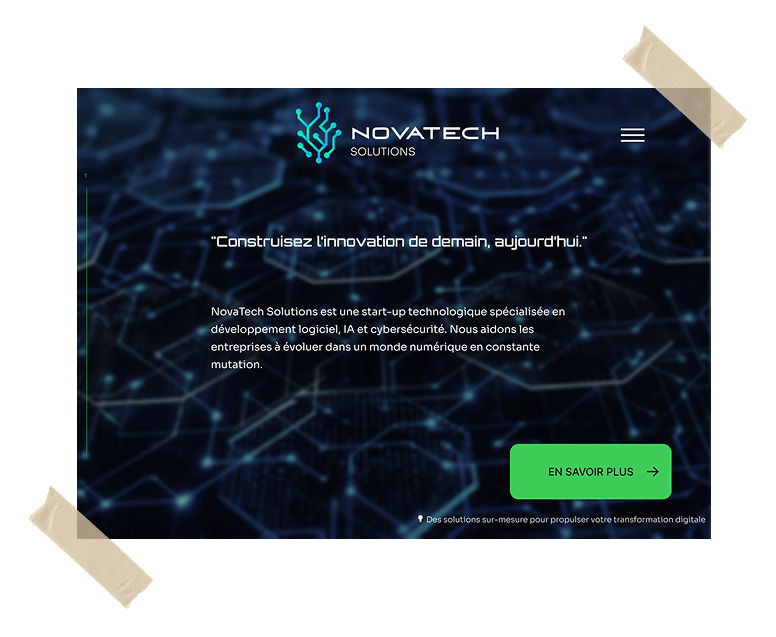 NOVATECH
SOLUTIONS
1
"Construisez l'innovation de demain, aujourd'hui."
NovaTech Solutions est une start-up technologique spécialisée en
développement logiciel, IA et cybersécurité. Nous aidons les
entreprises à évoluer dans un monde numérique en constante
mutation.
EN SAVOIR PLUS →
Des solutions sur-mesure pour propulser votre transformation digitale